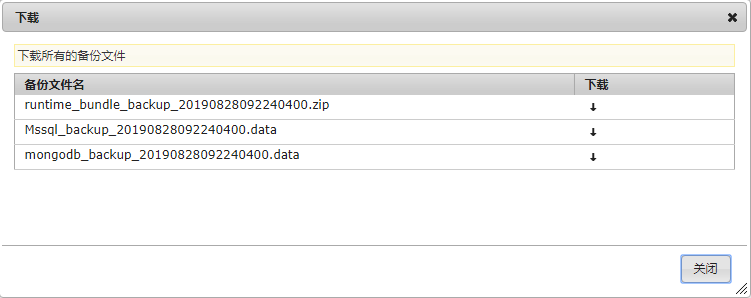 下载
下载所有的备份文件
备份文件名 下载
runtime_bundle_backup_20190828092240400.zip
Mssql_backup_20190828092240400.data
mongodb_backup_20190828092240400.data
关闭